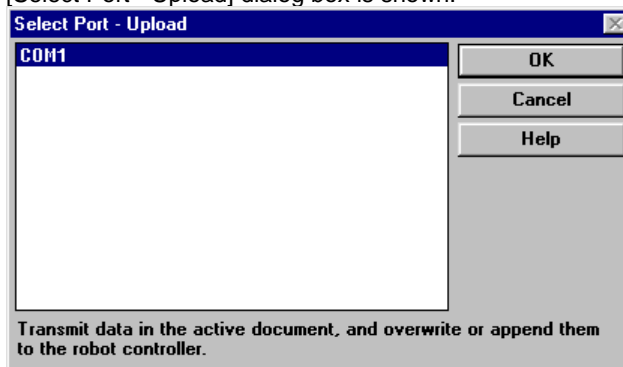 [Select Port - Upload] dialog box is shown.
Select Port - Upload
COM1
OK
Cancel
Help
Transmit data in the active document, and overwrite or append them
to the robot controller.